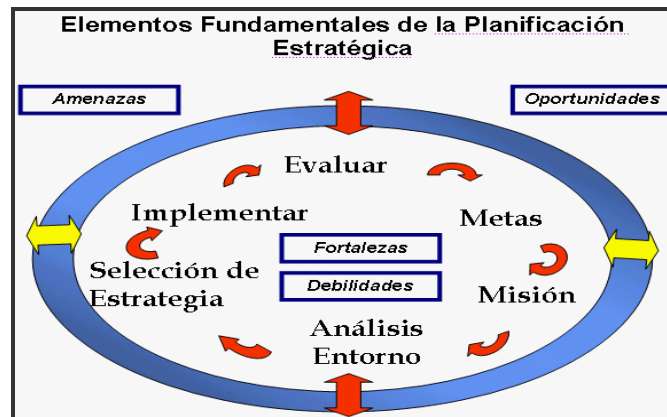 Elementos Fundamentales de la Planificación
Estratégica
Amenazas
Oportunidades
Evaluar
Implementar
Metas
Fortalezas
Selección de
Estrategia
Debilidades
Misión
Análisis
Entorno